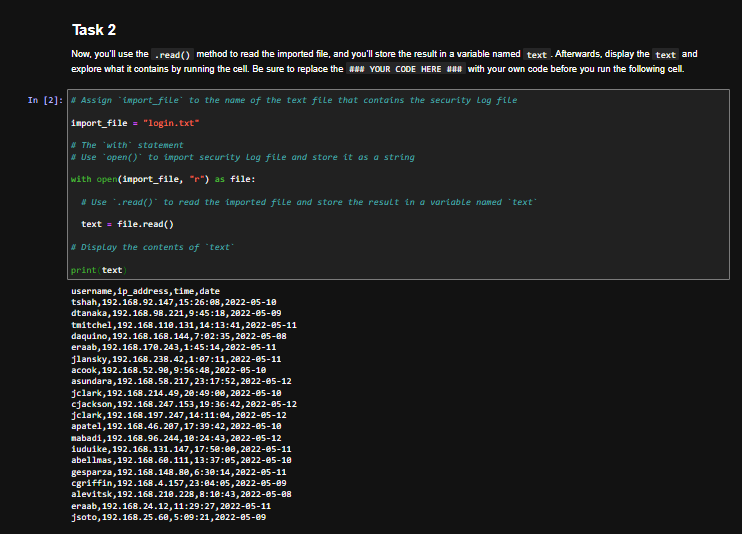 Task 2
Now, you'll use the .read() method to read the imported file, and you'll store the result in a variable named text. Afterwards, display the text and
explore what it contains by running the cell. Be sure to replace the ### YOUR CODE HERE ### with your own code before you run the following cell.
In [2]: # Assign `import_file` to the name of the text file that contains the security log file
import_file = "login.txt"
# The `with` statement
# Use `open()` to import security log file and store it as a string
with open(import_file, "r") as file:
# Use `.read()` to read the imported file and store the result in a variable named `text`
text = file.read()
# Display the contents of `text`
print(text)
username,ip_address,time,date
tshah,192.168.92.147,15:26:08,2022-05-10
dtanaka,192.168.98.221,9:45:18,2022-05-09
tmitchel,192.168.110.131,14:13:41,2022-05-11
daquino,192.168.168.144,7:02:35,2022-05-08
eraab,192.168.170.243,1:45:14,2022-05-11
jlansky,192.168.238.42,1:07:11,2022-05-11
acook,192.168.52.90,9:56:48,2022-05-10
asundara,192.168.58.217,23:17:52,2022-05-12
jclark,192.168.214.49,20:49:00,2022-05-10
cjackson,192.168.247.153,19:36:42,2022-05-12
jclark,192.168.197.247,14:11:04,2022-05-12
apatel,192.168.46.207,17:39:42,2022-05-10
mabadi,192.168.96.244,10:24:43,2022-05-12
iuduike,192.168.131.147,17:50:00,2022-05-11
abellmas,192.168.60.111,13:37:05,2022-05-10
gesparza,192.168.148.80,6:30:14,2022-05-11
cgriffin,192.168.4.157,23:04:05,2022-05-09
alevitsk,192.168.210.228,8:10:43,2022-05-08
eraab,192.168.24.12,11:29:27,2022-05-11
jsoto,192.168.25.60,5:09:21,2022-05-09